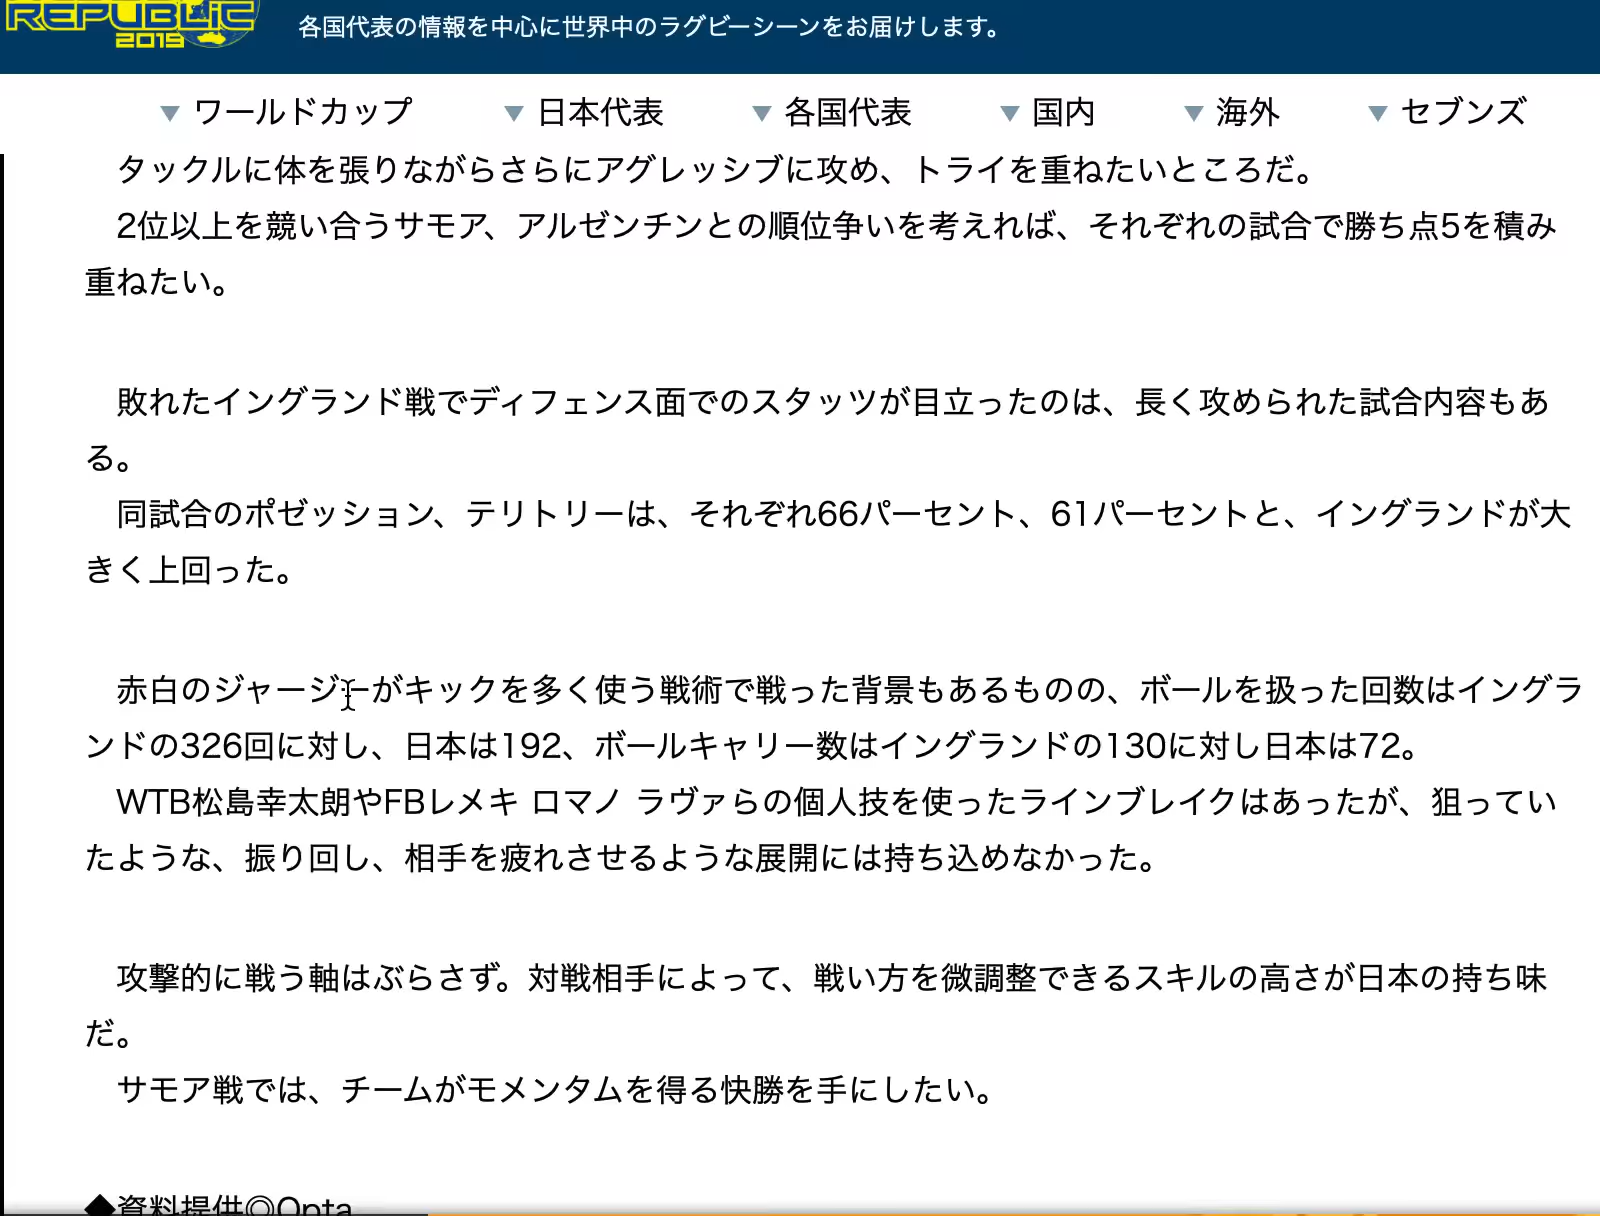 REPUBLIC
2019
各国代表の情報を中心に世界中のラグビーシーンをお届けします。
▼ ワールドカップ ▼ 日本代表 ▼ 各国代表 ▼ 国内 ▼ 海外 ▼ セブンズ
タックルに体を張りながらさらにアグレッシブに攻め、トライを重ねたいところだ。
2位以上を競い合うサモア、アルゼンチンとの順位争いを考えれば、それぞれの試合で勝ち点5を積み
重ねたい。
敗れたイングランド戦でディフェンス面でのスタッツが目立ったのは、長く攻められた試合内容もあ
る。
同試合のポゼッション、テリトリーは、それぞれ66パーセント、61パーセントと、イングランドが大
きく上回った。
赤白のジャージーがキックを多く使う戦術で戦った背景もあるものの、ボールを扱った回数はイングラ
ンドの326回に対し、日本は192、ボールキャリー数はイングランドの130に対し日本は72。
WTB松島幸太朗やFBレメキ ロマノ ラヴァらの個人技を使ったラインブレイクはあったが、狙ってい
たような、振り回し、相手を疲れさせるような展開には持ち込めなかった。
攻撃的に戦う軸はぶらさず。対戦相手によって、戦い方を微調整できるスキルの高さが日本の持ち味
だ。
サモア戦では、チームがモメンタムを得る快勝を手にしたい。
◆資料提供◎Opta